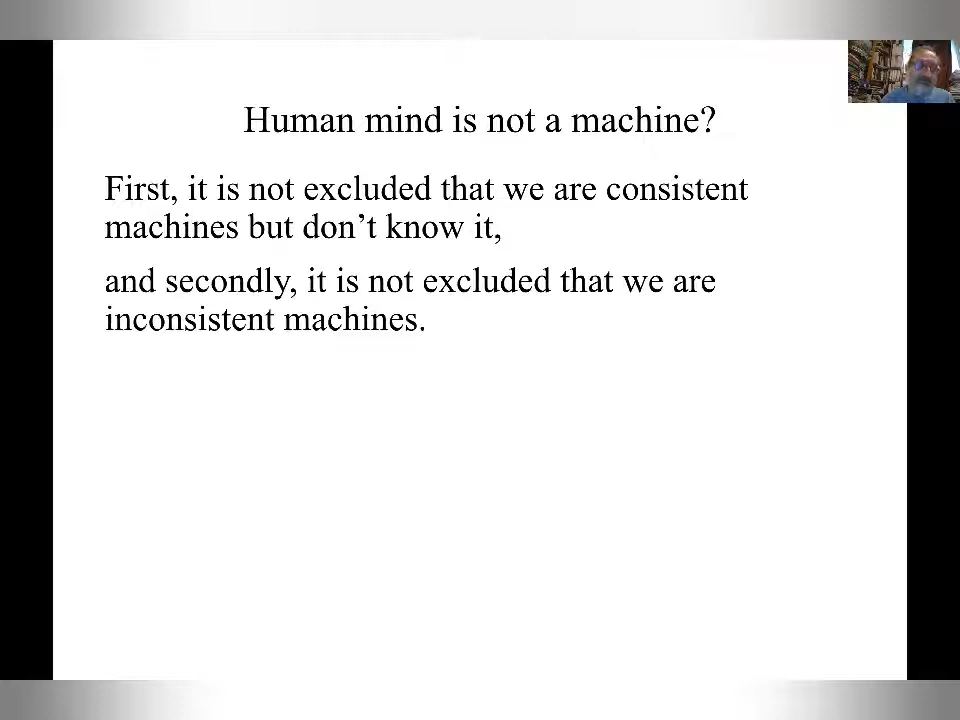 Human mind is not a machine?
First, it is not excluded that we are consistent
machines but don’t know it,
and secondly, it is not excluded that we are
inconsistent machines.